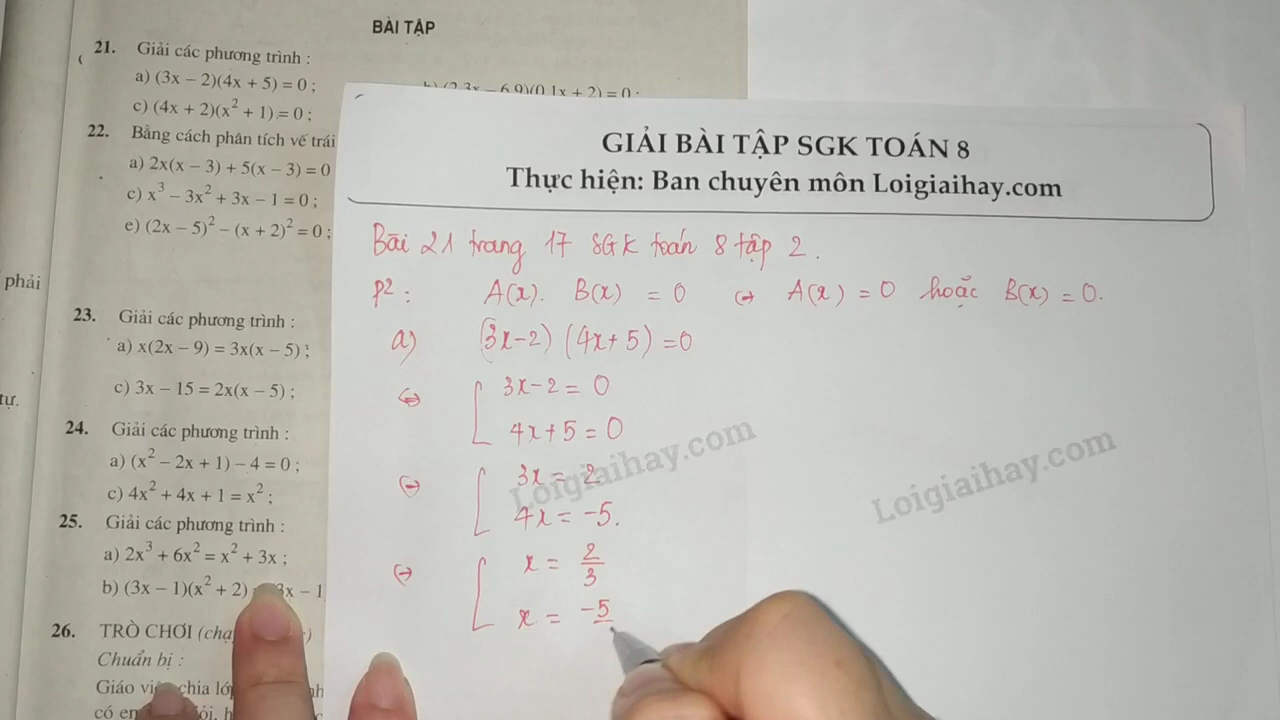 BÀI TẬP
21. Giải các phương trình :
a) (3x – 2)(4x + 5) = 0 ;
c) (4x + 2)(x² + 1) = 0 ;
22. Bằng cách phân tích vế trái
a) 2x(x – 3) + 5(x – 3) = 0
c) x³ – 3x² + 3x – 1 = 0 ;
e) (2x – 5)² – (x + 2)² = 0 ;
phải
23. Giải các phương trình :
a) x(2x – 9) = 3x(x – 5) ;
c) 3x – 15 = 2x(x – 5) ;
tự.
24. Giải các phương trình :
a) (x² – 2x + 1) – 4 = 0 ;
c) 4x² + 4x + 1 = x² ;
25. Giải các phương trình :
a) 2x³ + 6x² = x² + 3x ;
b) (3x – 1)(x² + 2) 3x – 1
26. TRÒ CHƠI
Chuẩn bị :
Giáo chia
có
GIẢI BÀI TẬP SGK TOÁN 8
Thực hiện: Ban chuyên môn Loigiaihay.com
Bài 21 trang 17 SGK toán 8 tập 2.
P² : A(x). B(x) = 0 ⇔ A(x) = 0 hoặc B(x) = 0.
a) (3x-2) (4x+5) = 0
⇔ [ 3x-2 = 0
4x+5 = 0
⇔ [ 3x = 2
4x = -5.
⇔ [ x = 2/3
x = -5
Loigiaihay.com
Loigiaihay.com